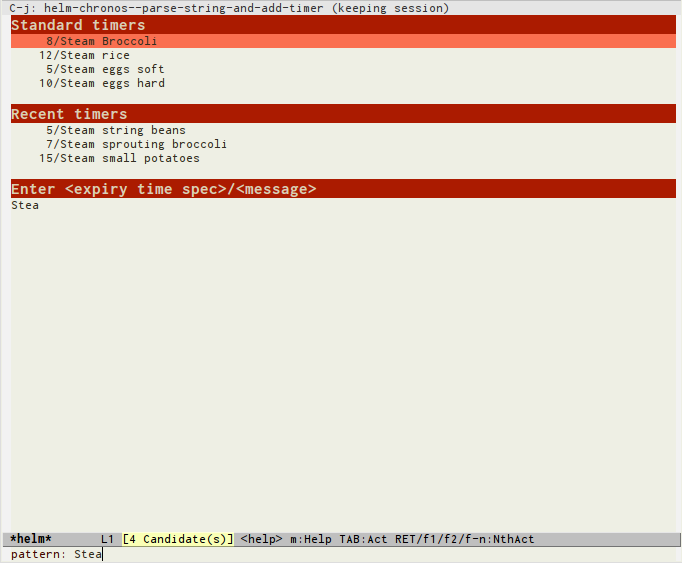 C-j: helm-chronos--parse-string-and-add-timer (keeping session)
Standard timers
8/Steam Broccoli
12/Steam rice
5/Steam eggs soft
10/Steam eggs hard
Recent timers
5/Steam string beans
7/Steam sprouting broccoli
15/Steam small potatoes
Enter <expiry time spec>/<message>
Stea
*helm* L1 [4 Candidate(s)] <help> m:Help TAB:Act RET/f1/f2/f-n:NthAct
pattern: Stea